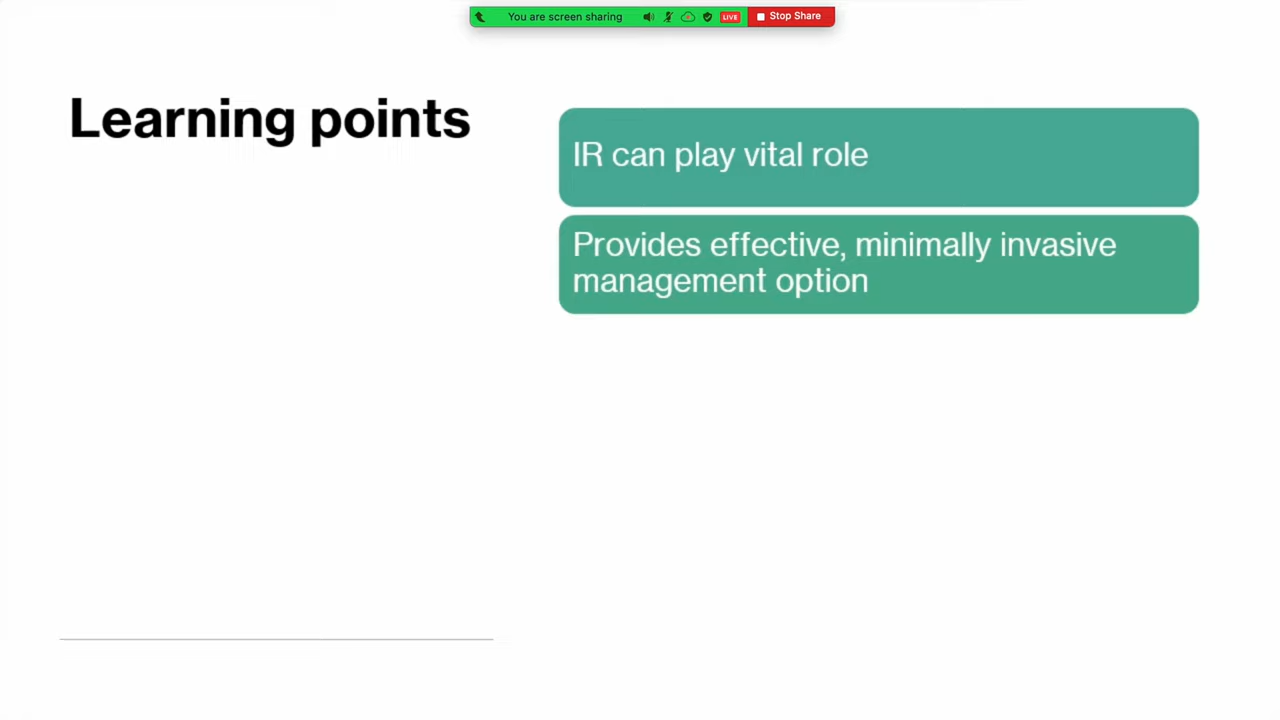 You are screen sharing
LIVE
Stop Share
Learning points
IR can play vital role
Provides effective, minimally invasive
management option